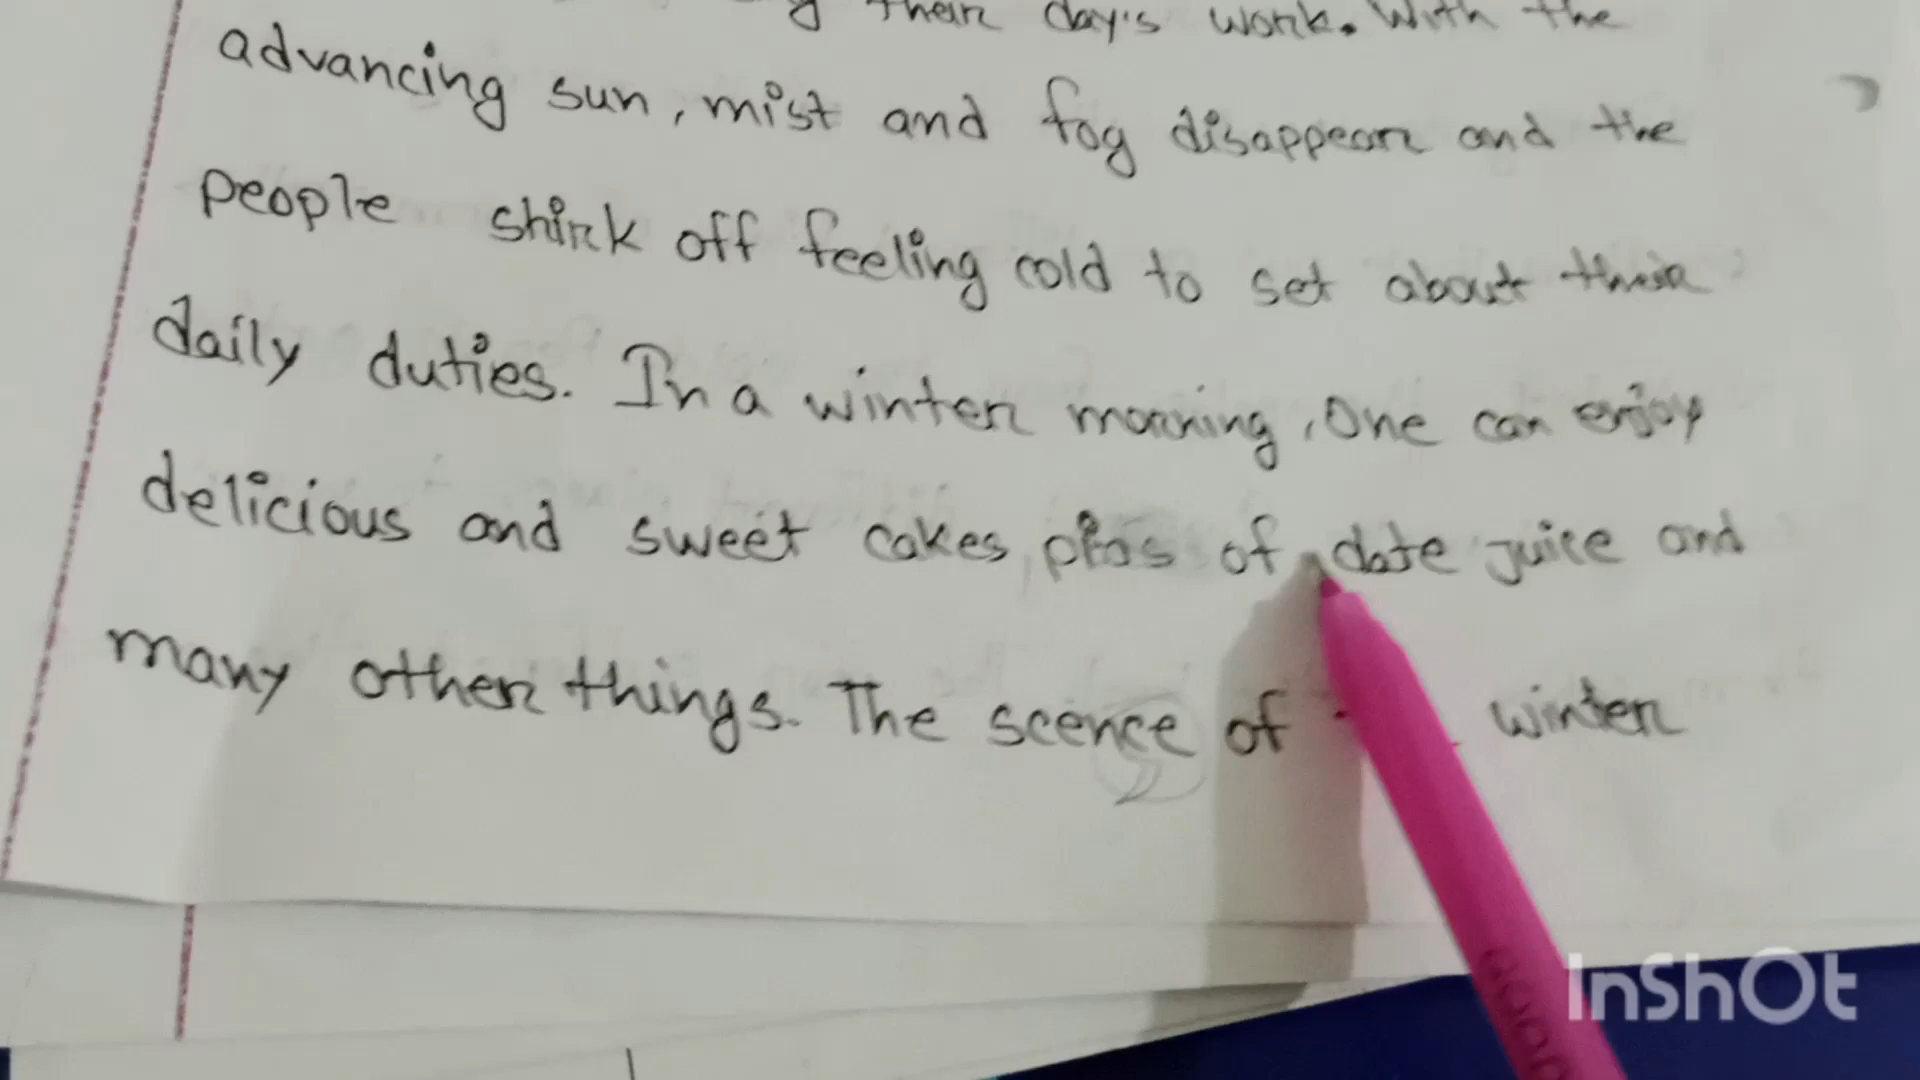 their day's work. With the
advancing sun, mist and fog disappear and the
people shirk off feeling cold to set about their
daily duties. In a winter morning, One can enjoy
delicious and sweet cakes, pias of date juice and
many other things. The scence of winter
InShOt